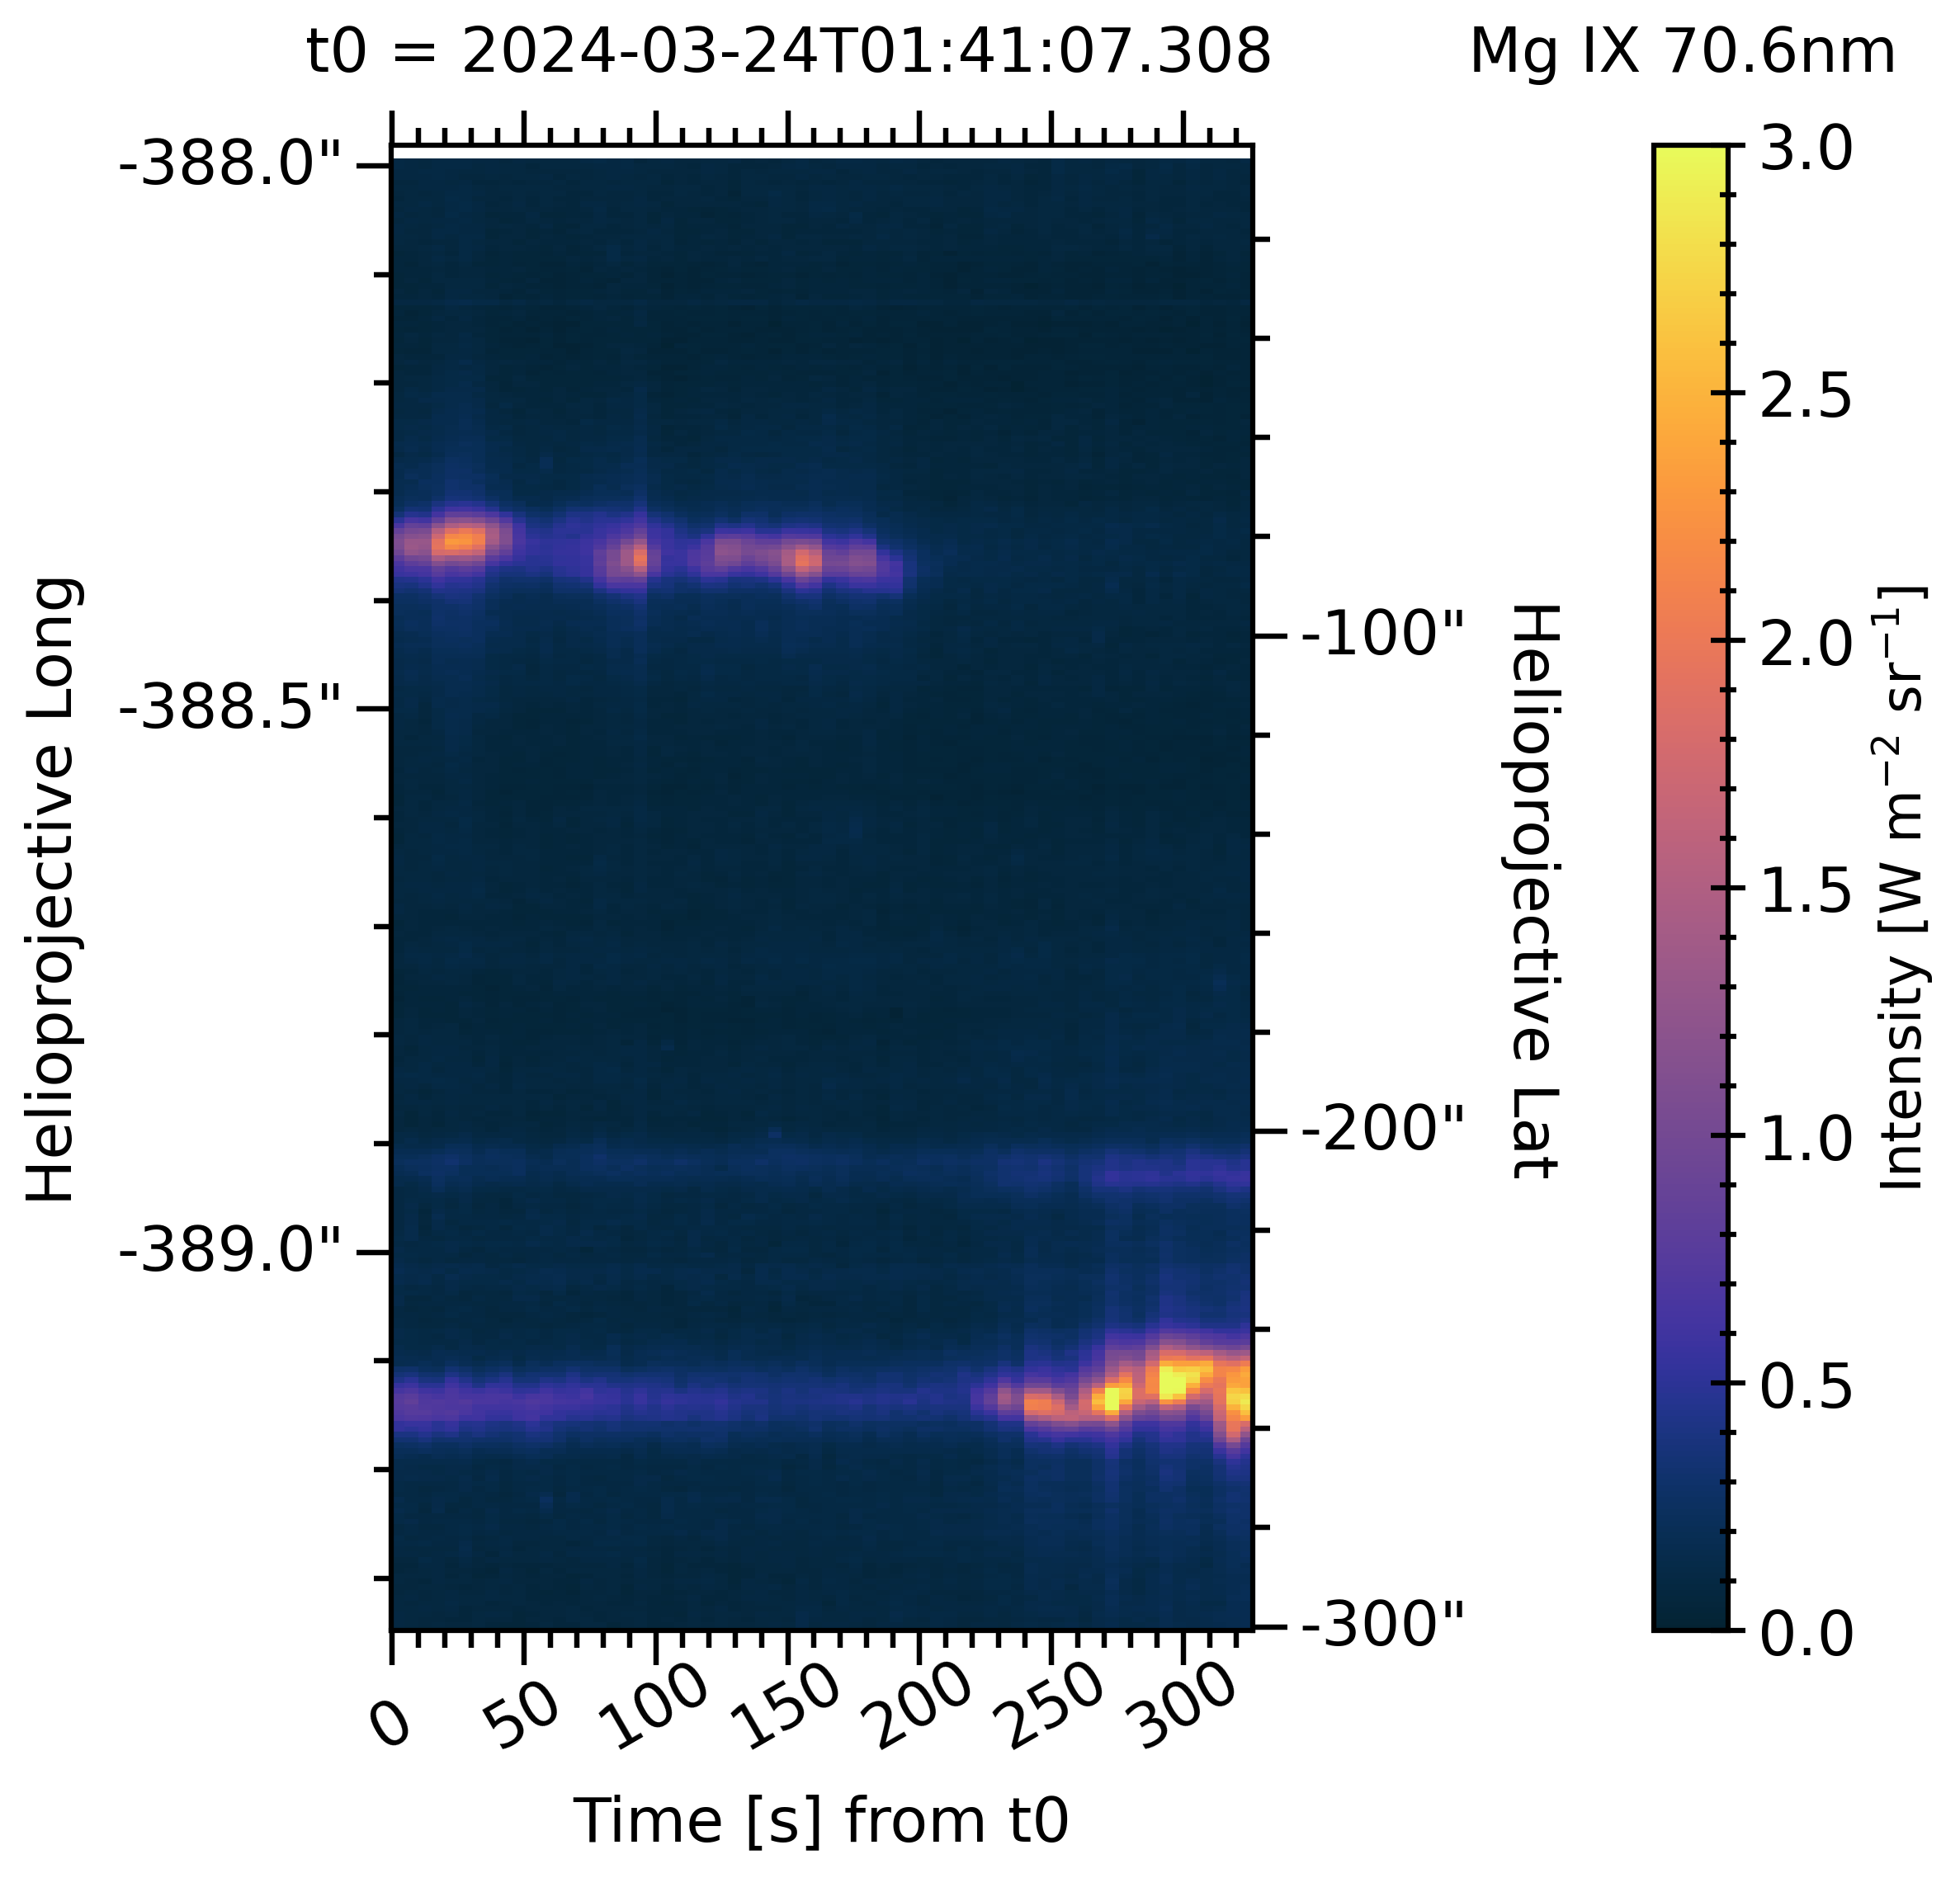 t0 = 2024-03-24T01:41:07.308
Mg IX 70.6nm
-388.0"
-388.5"
-389.0"
Helioprojective Long
-100"
-200"
-300"
Helioprojective Lat
3.0
2.5
2.0
1.5
1.0
0.5
0.0
Intensity [W m⁻² sr⁻¹]
0 50 100 150 200 250 300
Time [s] from t0